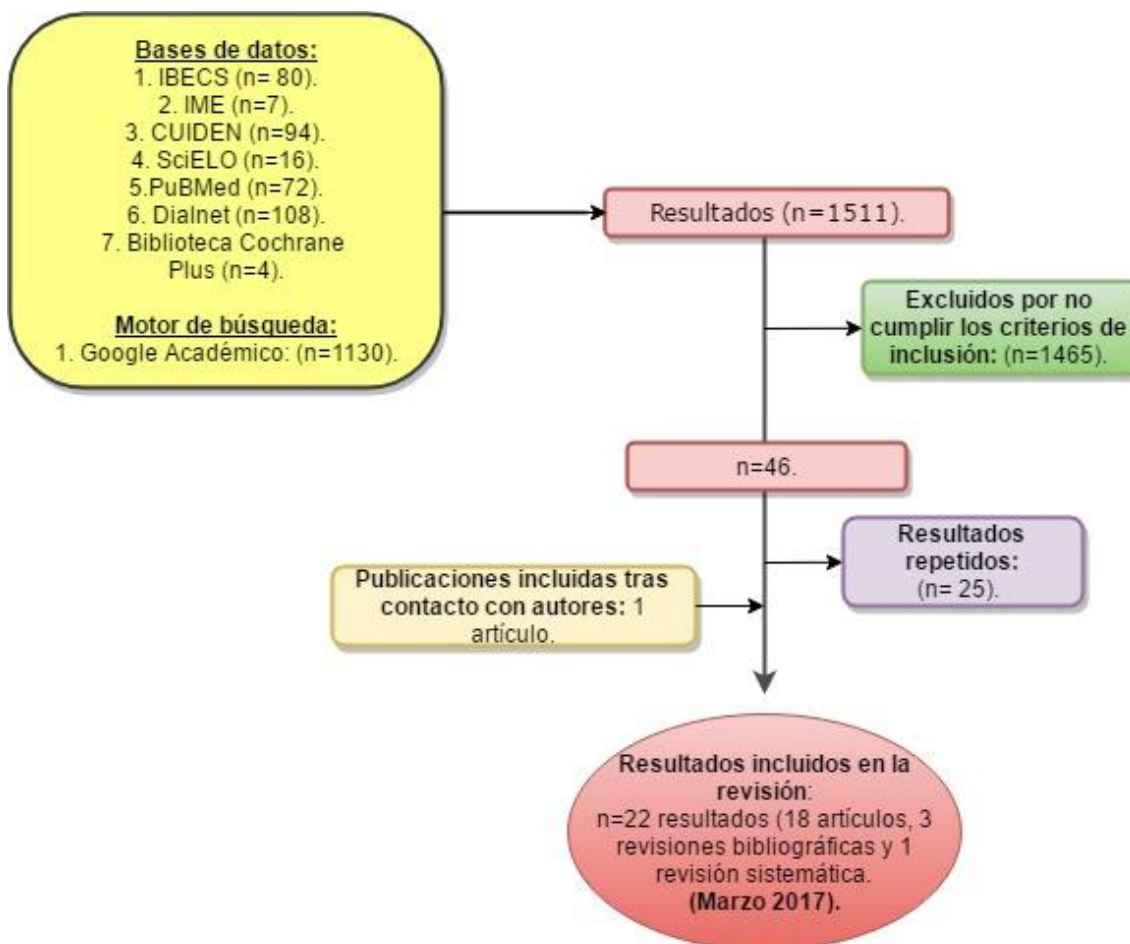 Bases de datos:
1. IBECS (n= 80).
2. IME (n=7).
3. CUIDEN (n=94).
4. SciELO (n=16).
5.PuBMed (n=72).
6. Dialnet (n=108).
7. Biblioteca Cochrane
Plus (n=4).
Motor de búsqueda:
1. Google Académico: (n=1130).
Resultados (n=1511).
Excluidos por no
cumplir los criterios de
inclusión: (n=1465).
n=46.
Resultados
repetidos:
(n= 25).
Publicaciones incluidas tras
contacto con autores: 1
artículo.
Resultados incluidos en la
revisión:
n=22 resultados (18 artículos, 3
revisiones bibliográficas y 1
revisión sistemática.
(Marzo 2017).